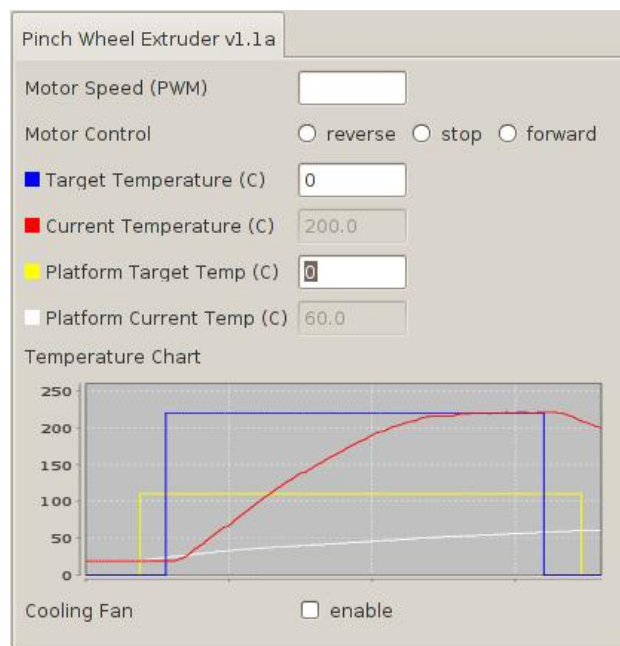 Pinch Wheel Extruder v1.1a
Motor Speed (PWM)
Motor Control reverse stop forward
Target Temperature (C) 0
Current Temperature (C) 200.0
Platform Target Temp (C) 0
Platform Current Temp (C) 60.0
Temperature Chart
250
200
150
100
50
0
Cooling Fan enable